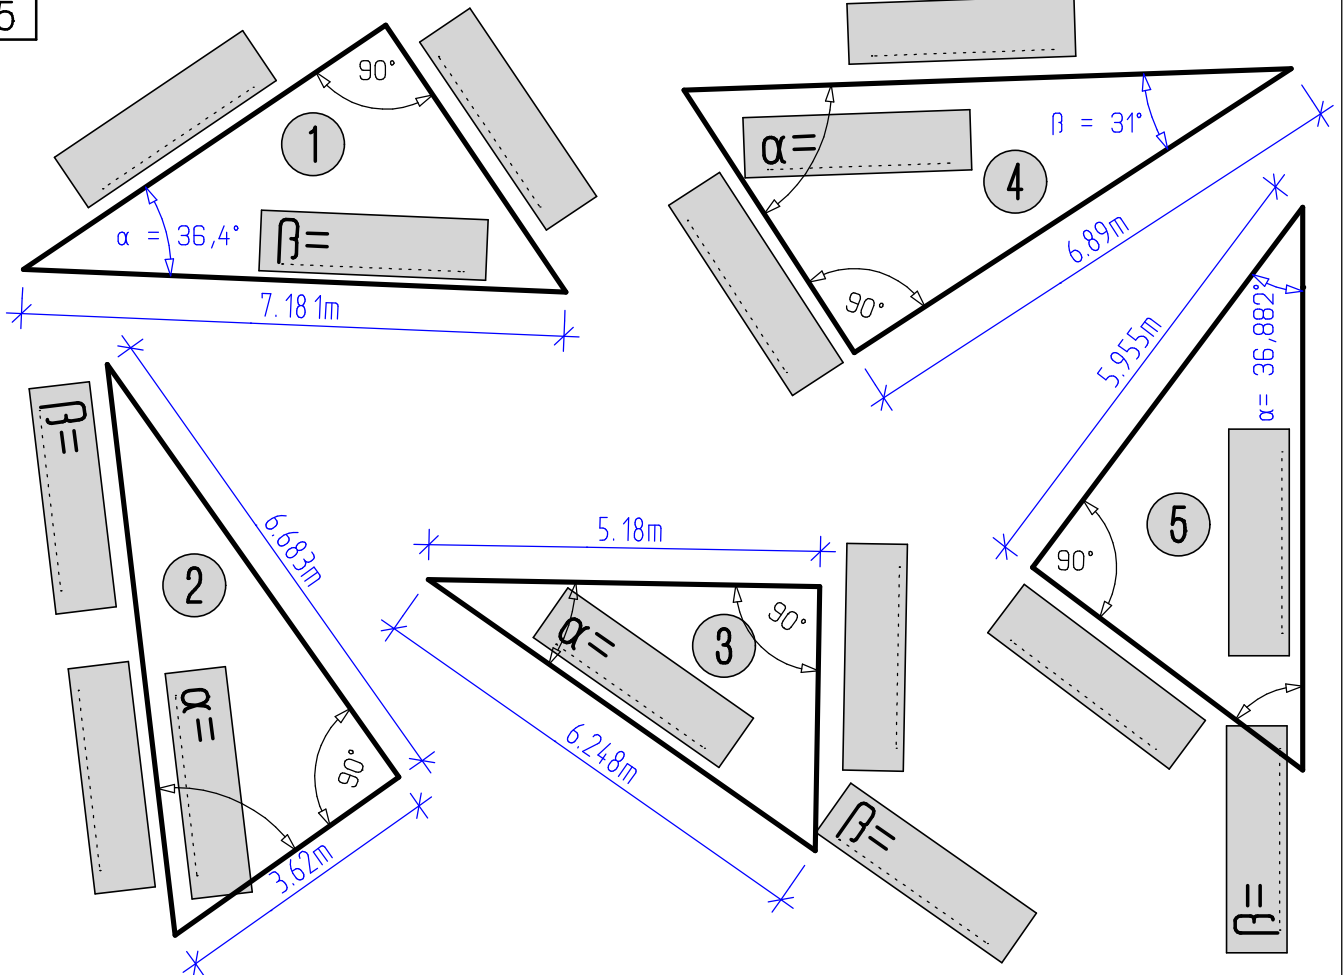 5
90°
1
α = 36,4°
β=
7.181m
α=
β = 31°
4
6.89m
90°
5.955m
α= 36,882°
5
90°
β=
β=
6.683m
2
α=
90°
3.62m
5.18m
90°
3
α=
6.248m
β=